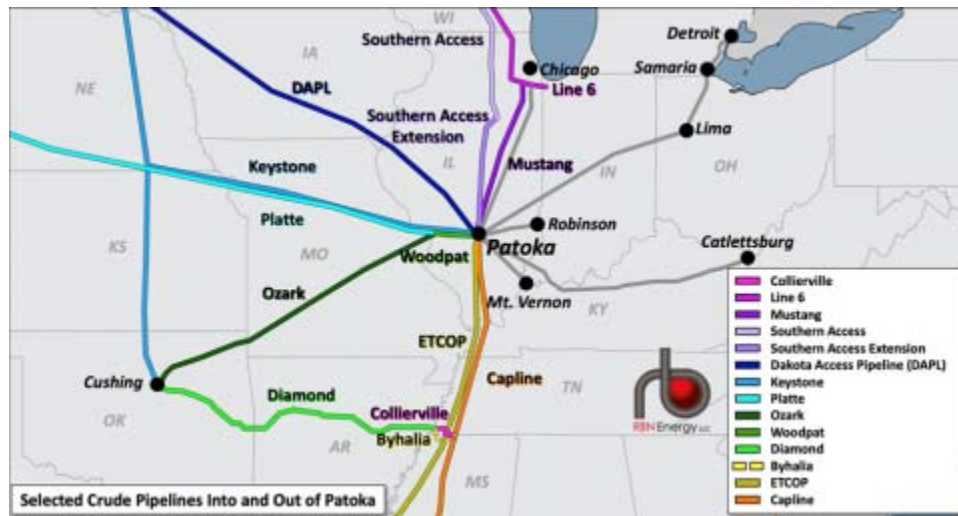 WI
Southern Access
Detroit
IA
Chicago
Samaria
NE
DAPL
Line 6
Southern Access
Extension
Lima
Mustang
IL
IN
OH
Keystone
Platte
Robinson
Patoka
Catlettsburg
KS
MO
Woodpat
Ozark
Mt. Vernon
KY
ETCOP
Capline
Cushing
Diamond
TN
OK
Collierville
Byhalia
AR
MS
RBN Energy LLC
Collierville
Line 6
Mustang
Southern Access
Southern Access Extension
Dakota Access Pipeline (DAPL)
Keystone
Platte
Ozark
Woodpat
Diamond
Byhalia
ETCOP
Capline
Selected Crude Pipelines Into and Out of Patoka